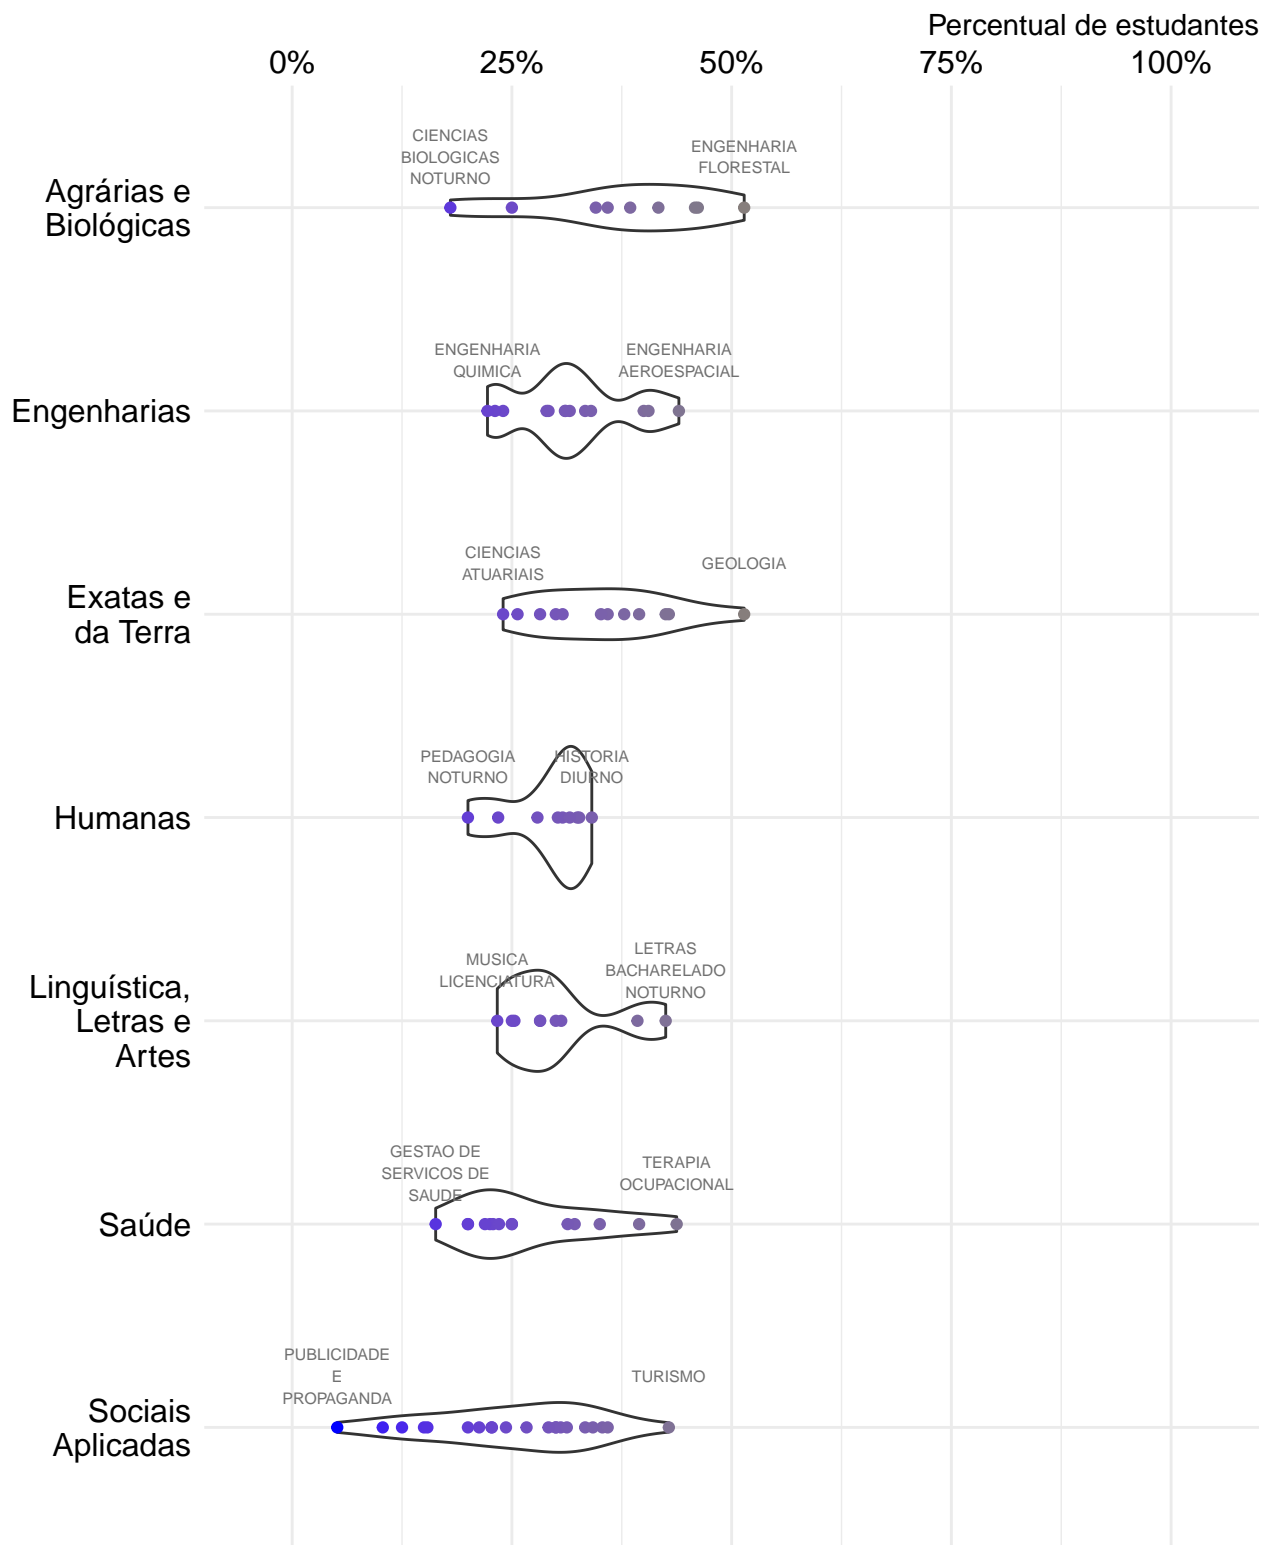 Percentual de estudantes
0% 25% 50% 75% 100%
CIENCIAS
BIOLOGICAS
NOTURNO
ENGENHARIA
FLORESTAL
Agrárias e
Biológicas
ENGENHARIA
QUIMICA
ENGENHARIA
AEROESPACIAL
Engenharias
CIENCIAS
ATUARIAIS
GEOLOGIA
Exatas e
da Terra
PEDAGOGIA
NOTURNO
HISTORIA
DIURNO
Humanas
MUSICA
LICENCIATURA
LETRAS
BACHARELADO
NOTURNO
Linguística,
Letras e
Artes
GESTAO DE
SERVICOS DE
SAUDE
TERAPIA
OCUPACIONAL
Saúde
PUBLICIDADE
E
PROPAGANDA
TURISMO
Sociais
Aplicadas